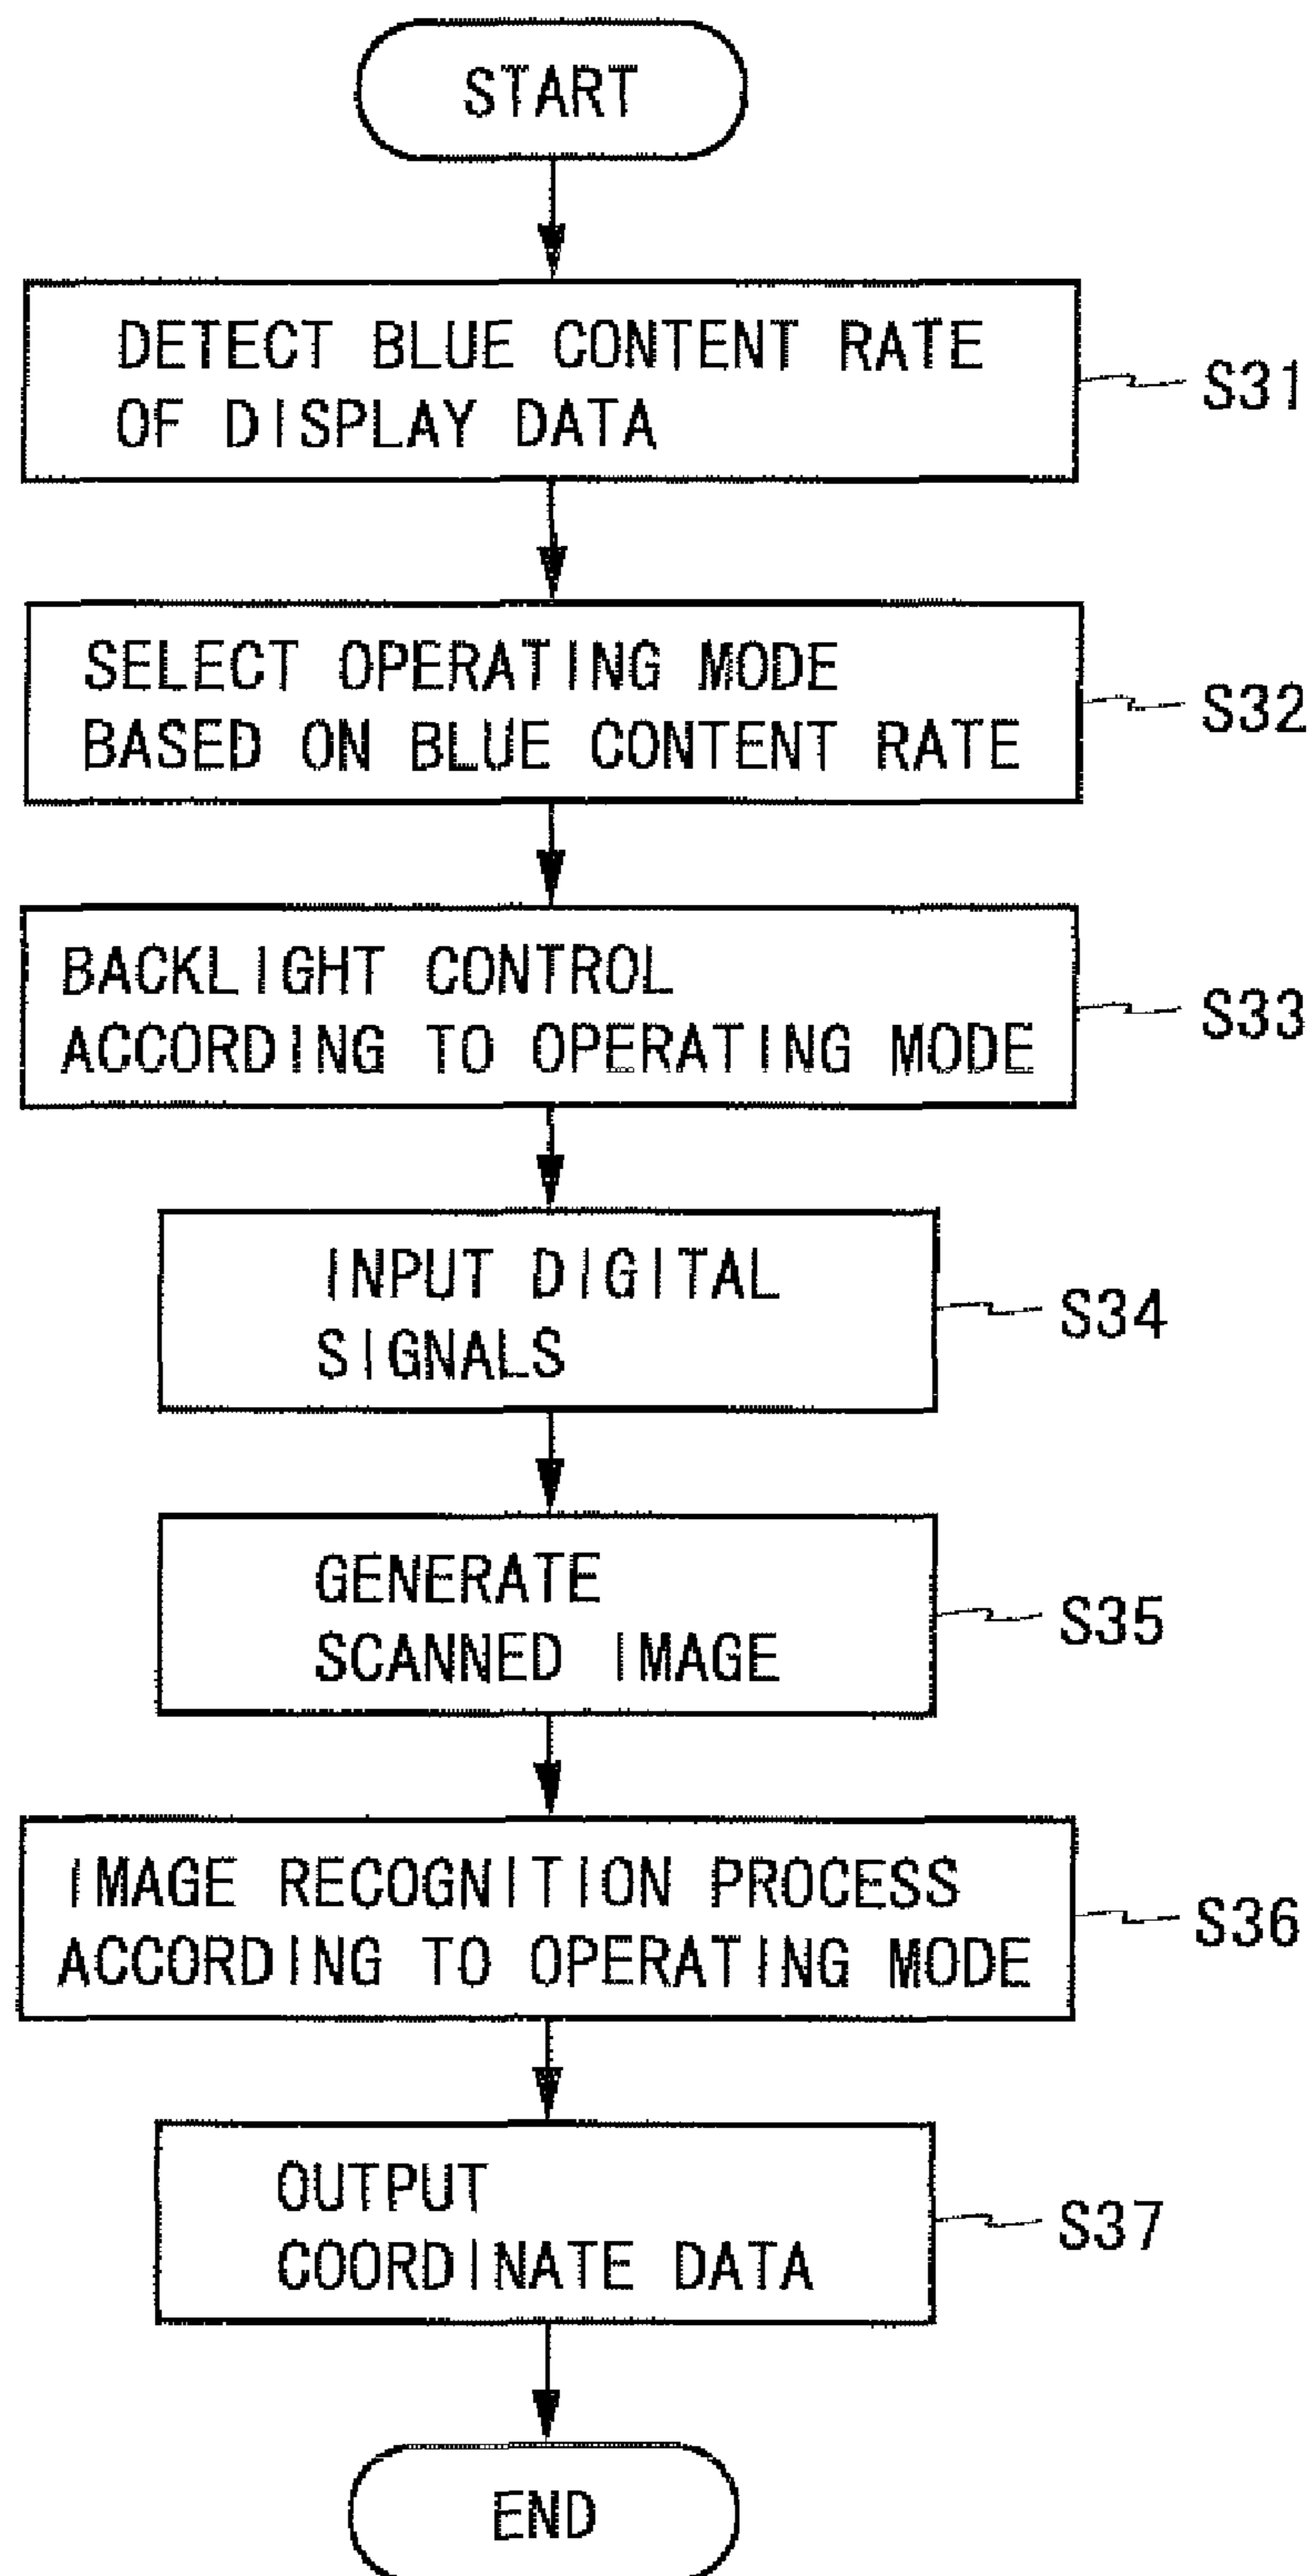 START
DETECT BLUE CONTENT RATE
OF DISPLAY DATA
S31
SELECT OPERATING MODE
BASED ON BLUE CONTENT RATE
S32
BACKLIGHT CONTROL
ACCORDING TO OPERATING MODE
S33
INPUT DIGITAL
SIGNALS
S34
GENERATE
SCANNED IMAGE
S35
IMAGE RECOGNITION PROCESS
ACCORDING TO OPERATING MODE
S36
OUTPUT
COORDINATE DATA
S37
END